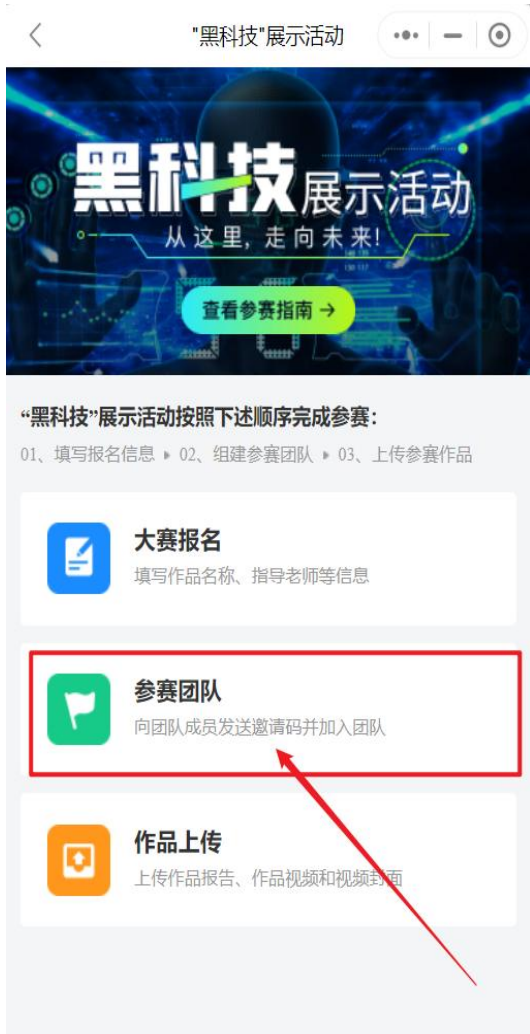 "黑科技"展示活动
黑科技展示活动
从这里,走向未来!
查看参赛指南→
“黑科技”展示活动按照下述顺序完成参赛:
01、填写报名信息 ▸ 02、组建参赛团队 ▸ 03、上传参赛作品
大赛报名
填写作品名称、指导老师等信息
参赛团队
向团队成员发送邀请码并加入团队
作品上传
上传作品报告、作品视频和视频封面